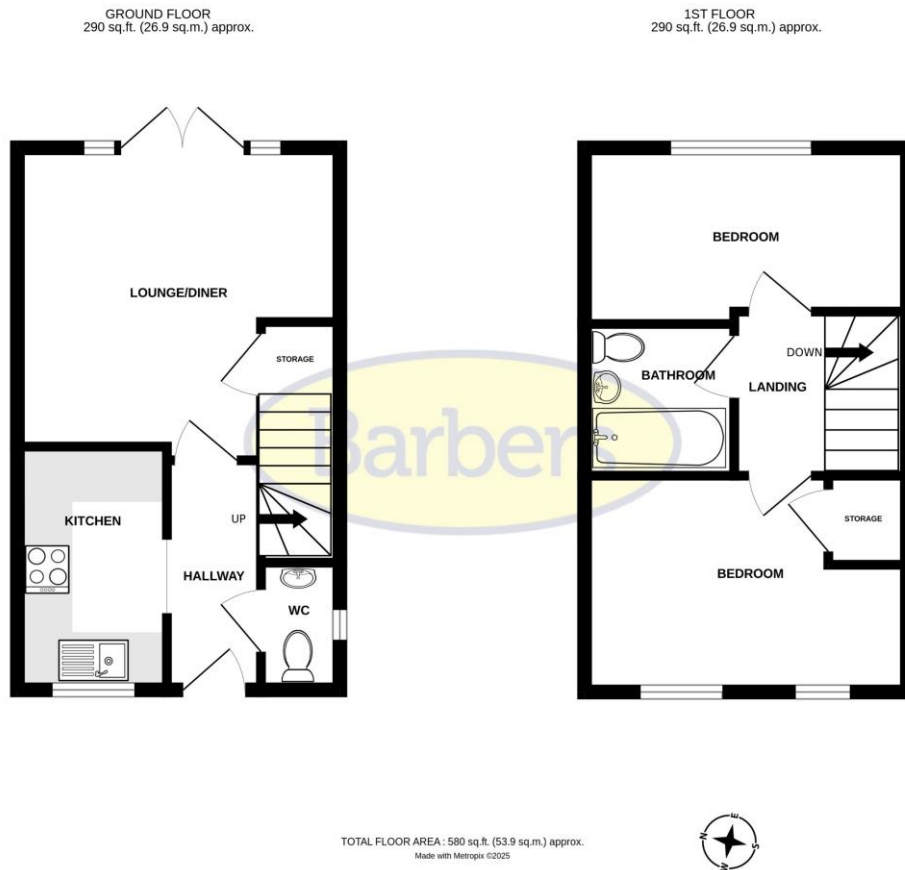 GROUND FLOOR
290 sq.ft. (26.9 sq.m.) approx.
1ST FLOOR
290 sq.ft. (26.9 sq.m.) approx.
LOUNGE/DINER
STORAGE
KITCHEN
UP
HALLWAY
WC
BEDROOM
BATHROOM
DOWN
LANDING
STORAGE
BEDROOM
Barbers
TOTAL FLOOR AREA : 580 sq.ft. (53.9 sq.m.) approx.
Made with Metropix ©2025
N
E
S
W